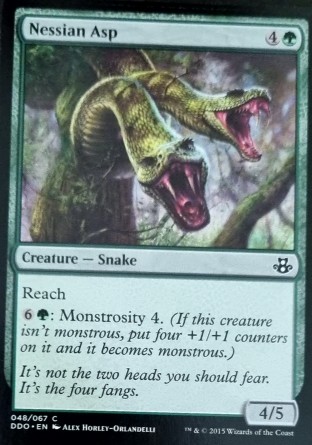 Nessian Asp 4
Creature — Snake
Reach
6 : Monstrosity 4. (If this creature
isn't monstrous, put four +1/+1 counters
on it and it becomes monstrous.)
It's not the two heads you should fear.
It's the four fangs.
4/5
048/067 C
DDO • EN ALEX HORLEY-ORLANDELLI ™ & © 2015 Wizards of the Coast